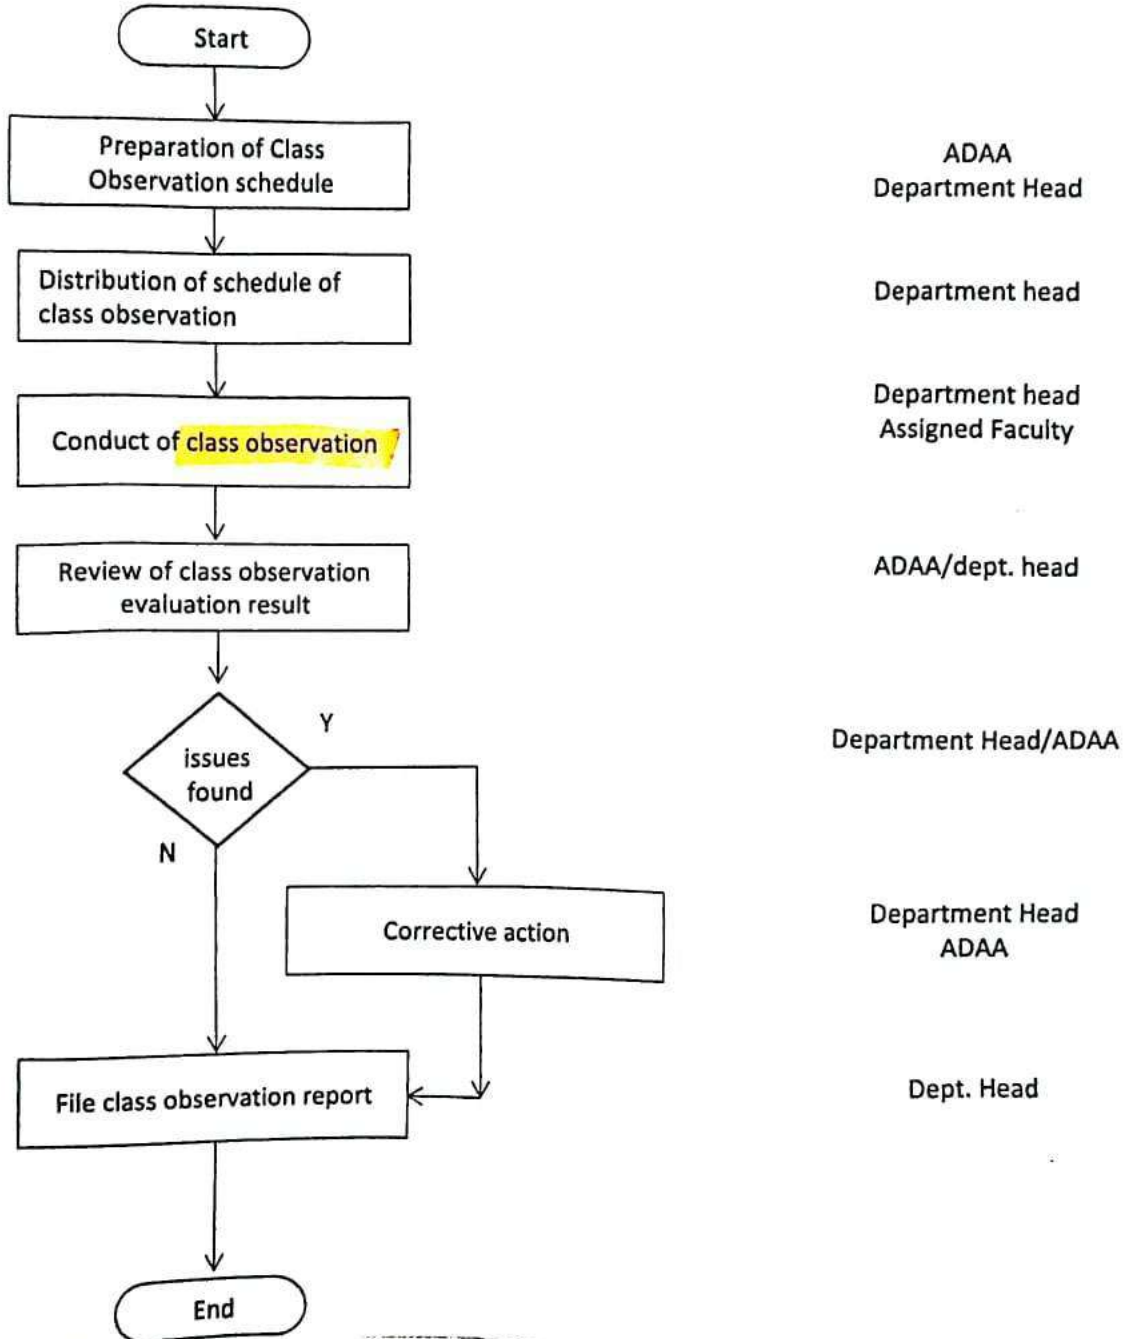 Start
Preparation of Class
Observation schedule
ADAA
Department Head
Distribution of schedule of
class observation
Department head
Conduct of class observation
Department head
Assigned Faculty
Review of class observation
evaluation result
ADAA/dept. head
issues
found
Y
N
Department Head/ADAA
Corrective action
Department Head
ADAA
File class observation report
Dept. Head
End